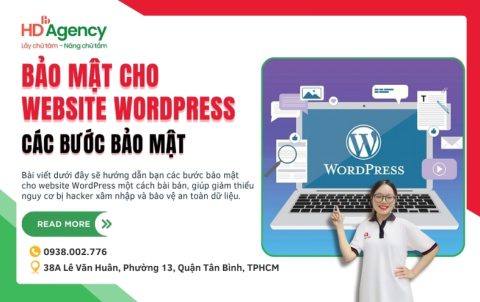 HD Agency
Lấy chữ tâm - Nâng chữ tầm
BẢO MẬT CHO
WEBSITE WORDPRESS
CÁC BƯỚC BẢO MẬT
Bài viết dưới đây sẽ hướng dẫn bạn các bước bảo mật
cho website WordPress một cách bài bản, giúp giảm thiểu
nguy cơ bị hacker xâm nhập và bảo vệ an toàn dữ liệu.
READ MORE
0938.002.776
38A Lê Văn Huân, Phường 13, Quận Tân Bình, TPHCM
W
WORDPRESS
T